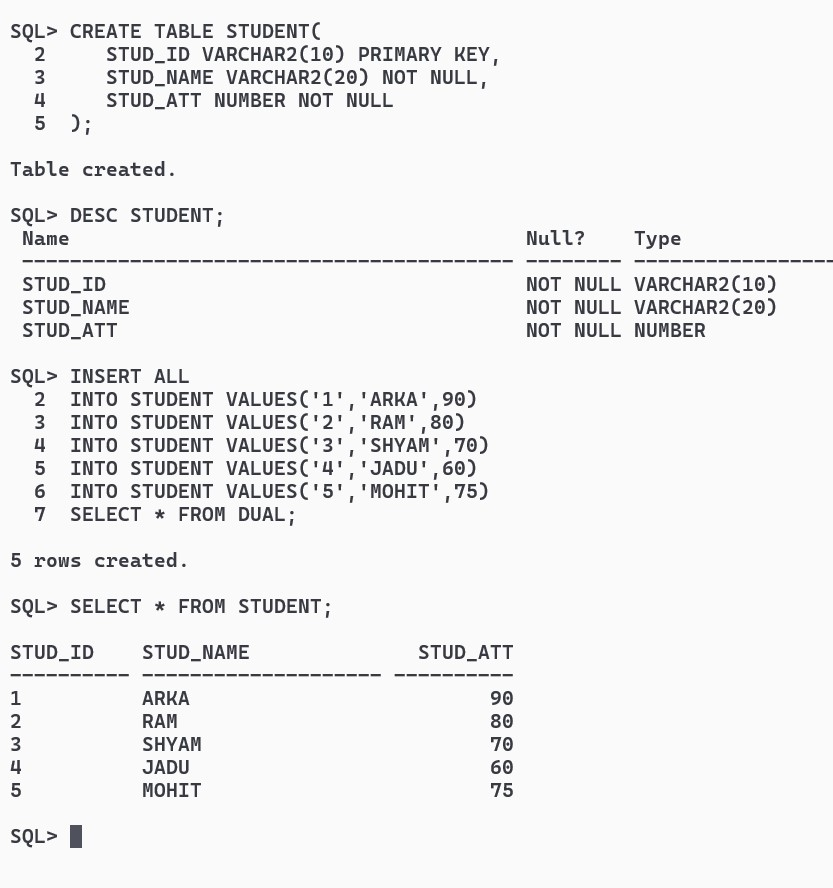 SQL> CREATE TABLE STUDENT(
  2     STUD_ID VARCHAR2(10) PRIMARY KEY,
  3     STUD_NAME VARCHAR2(20) NOT NULL,
  4     STUD_ATT NUMBER NOT NULL
  5  );
Table created.
SQL> DESC STUDENT;
 Name                                      Null?    Type
 ----------------------------------------- -------- -----------------
 STUD_ID                                   NOT NULL VARCHAR2(10)
 STUD_NAME                                 NOT NULL VARCHAR2(20)
 STUD_ATT                                  NOT NULL NUMBER
SQL> INSERT ALL
  2  INTO STUDENT VALUES('1','ARKA',90)
  3  INTO STUDENT VALUES('2','RAM',80)
  4  INTO STUDENT VALUES('3','SHYAM',70)
  5  INTO STUDENT VALUES('4','JADU',60)
  6  INTO STUDENT VALUES('5','MOHIT',75)
  7  SELECT * FROM DUAL;
5 rows created.
SQL> SELECT * FROM STUDENT;
STUD_ID    STUD_NAME              STUD_ATT
---------- -------------------- ----------
1          ARKA                         90
2          RAM                          80
3          SHYAM                        70
4          JADU                         60
5          MOHIT                        75
SQL>